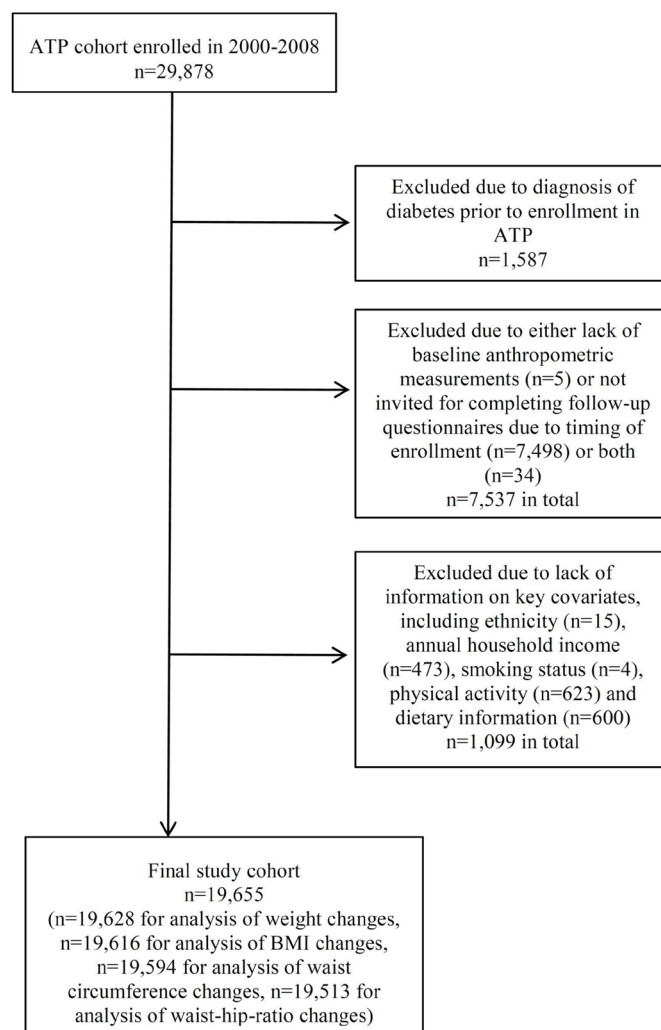 ATP cohort enrolled in 2000-2008
n=29,878
Excluded due to diagnosis of
diabetes prior to enrollment in
ATP
n=1,587
Excluded due to either lack of
baseline anthropometric
measurements (n=5) or not
invited for completing follow-up
questionnaires due to timing of
enrollment (n=7,498) or both
(n=34)
n=7,537 in total
Excluded due to lack of
information on key covariates,
including ethnicity (n=15),
annual household income
(n=473), smoking status (n=4),
physical activity (n=623) and
dietary information (n=600)
n=1,099 in total
Final study cohort
n=19,655
(n=19,628 for analysis of weight changes,
n=19,616 for analysis of BMI changes,
n=19,594 for analysis of waist
circumference changes, n=19,513 for
analysis of waist-hip-ratio changes)